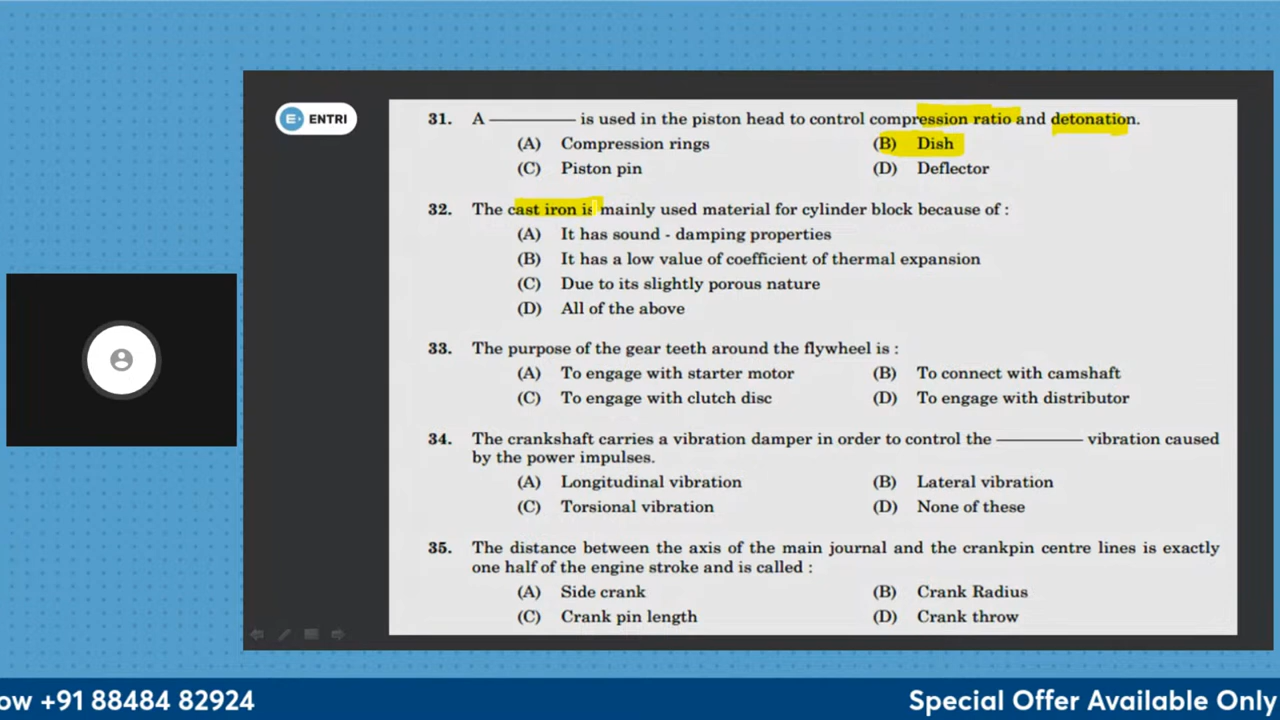 E ENTRI
31. A ———— is used in the piston head to control compression ratio and detonation.
(A) Compression rings (B) Dish
(C) Piston pin (D) Deflector
32. The cast iron is mainly used material for cylinder block because of :
(A) It has sound - damping properties
(B) It has a low value of coefficient of thermal expansion
(C) Due to its slightly porous nature
(D) All of the above
33. The purpose of the gear teeth around the flywheel is :
(A) To engage with starter motor (B) To connect with camshaft
(C) To engage with clutch disc (D) To engage with distributor
34. The crankshaft carries a vibration damper in order to control the ———— vibration caused
by the power impulses.
(A) Longitudinal vibration (B) Lateral vibration
(C) Torsional vibration (D) None of these
35. The distance between the axis of the main journal and the crankpin centre lines is exactly
one half of the engine stroke and is called :
(A) Side crank (B) Crank Radius
(C) Crank pin length (D) Crank throw
ow +91 88484 82924 Special Offer Available Only